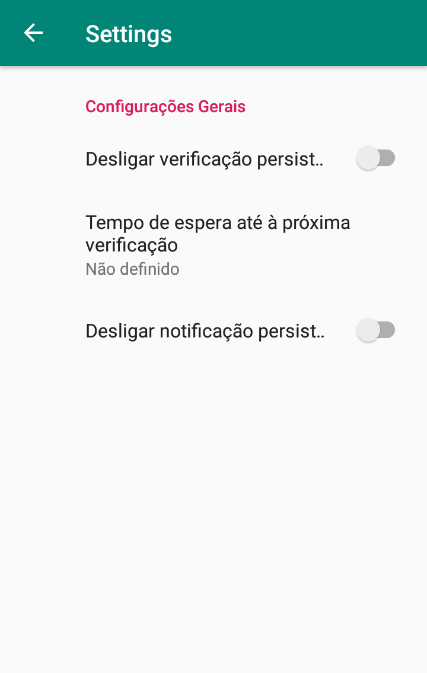 Settings
Configurações Gerais
Desligar verificação persist..
Tempo de espera até à próxima
verificação
Não definido
Desligar notificação persist..